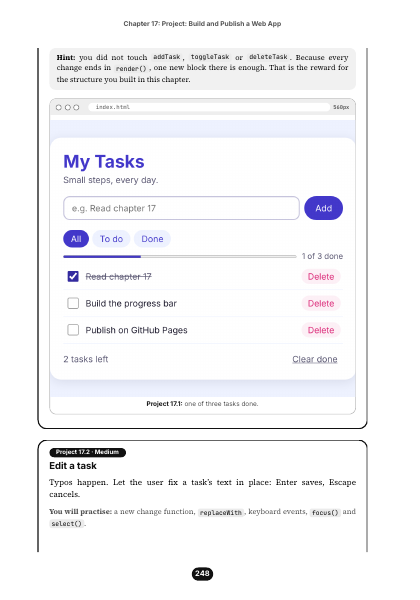 Chapter 17: Project: Build and Publish a Web App
Hint: you did not touch addTask, toggleTask or deleteTask. Because every
change ends in render(), one new block there is enough. That is the reward for
the structure you built in this chapter.
index.html
560px
My Tasks
Small steps, every day.
e.g. Read chapter 17
Add
All
To do
Done
1 of 3 done
Read chapter 17
Delete
Build the progress bar
Delete
Publish on GitHub Pages
Delete
2 tasks left
Clear done
Project 17.1: one of three tasks done.
Project 17.2 · Medium
Edit a task
Typos happen. Let the user fix a task's text in place: Enter saves, Escape
cancels.
You will practise: a new change function, replaceWith, keyboard events, focus() and
select().
248